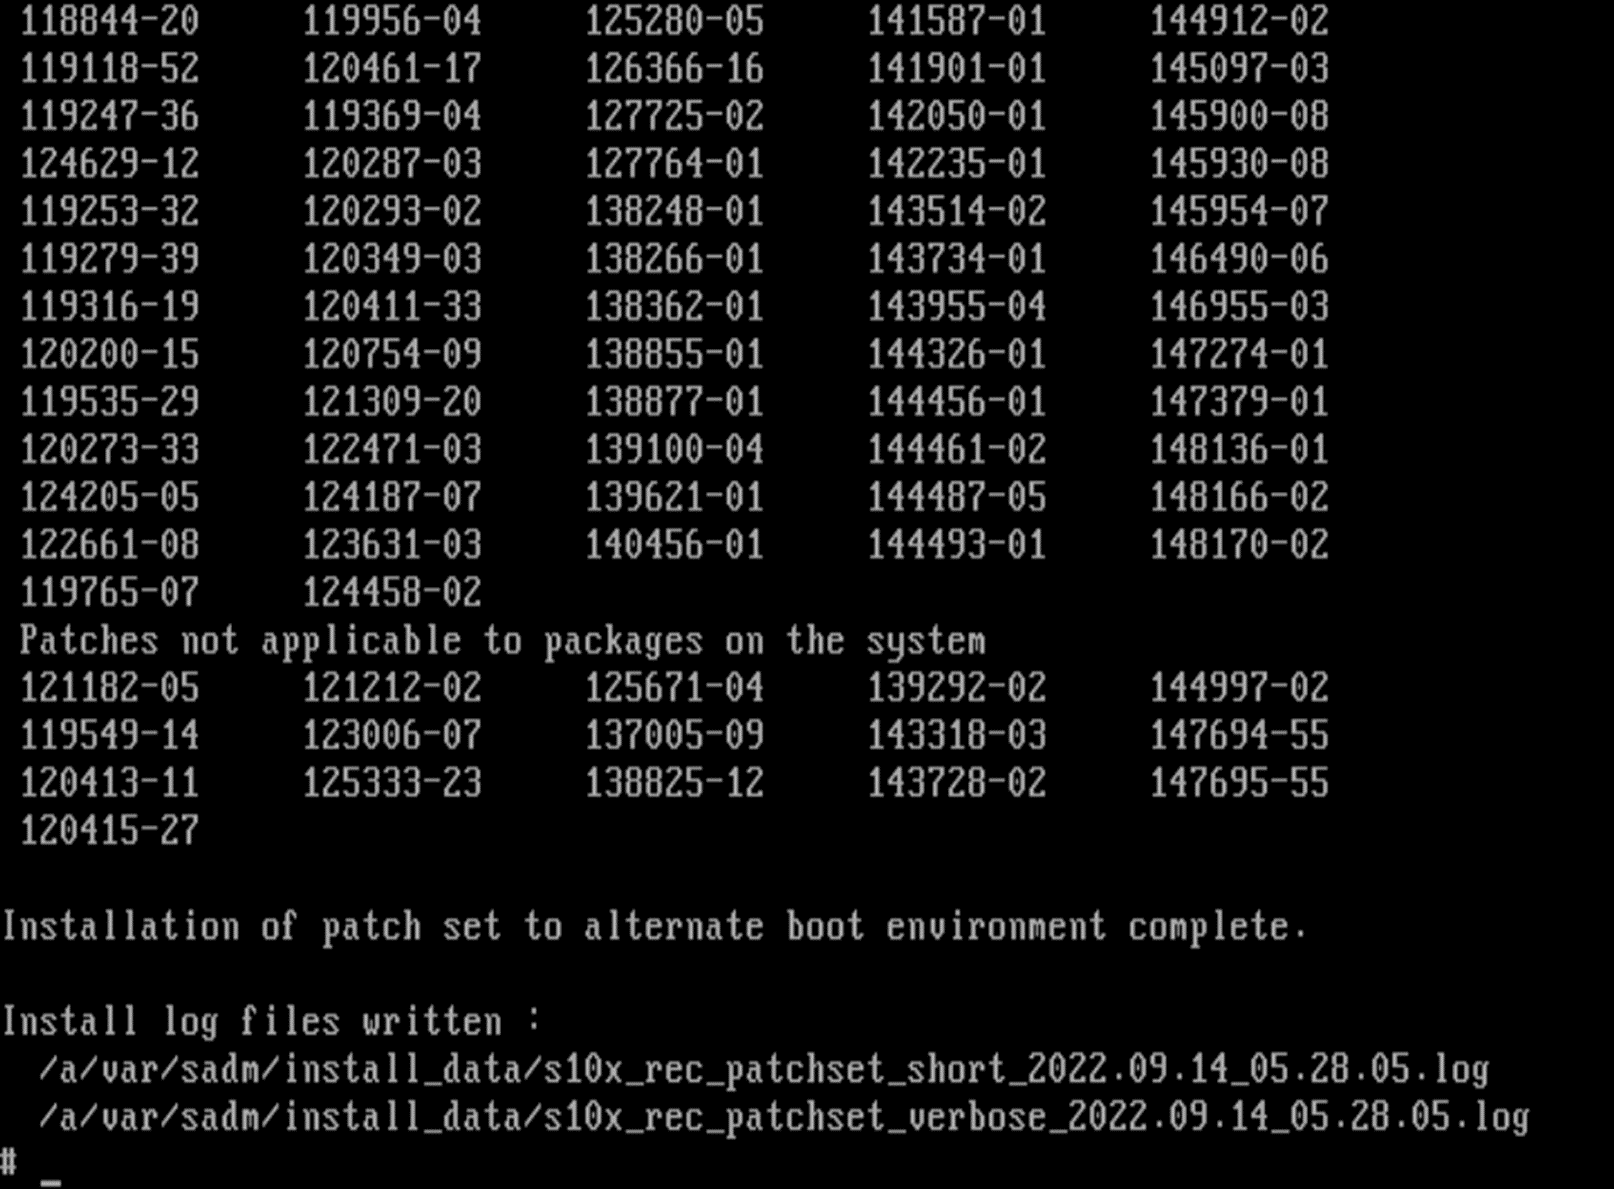 118844-20 119956-04 125280-05 141587-01 144912-02
119118-52 120461-17 126366-16 141901-01 145097-03
119247-36 119369-04 127725-02 142050-01 145900-08
124629-12 120287-03 127764-01 142235-01 145930-08
119253-32 120293-02 138248-01 143514-02 145954-07
119279-39 120349-03 138266-01 143734-01 146490-06
119316-19 120411-33 138362-01 143955-04 146955-03
120200-15 120754-09 138855-01 144326-01 147274-01
119535-29 121309-20 138877-01 144456-01 147379-01
120273-33 122471-03 139100-04 144461-02 148136-01
124205-05 124187-07 139621-01 144487-05 148166-02
122661-08 123631-03 140456-01 144493-01 148170-02
119765-07 124458-02
Patches not applicable to packages on the system
121182-05 121212-02 125671-04 139292-02 144997-02
119549-14 123006-07 137005-09 143318-03 147694-55
120413-11 125333-23 138825-12 143728-02 147695-55
120415-27
Installation of patch set to alternate boot environment complete.
Install log files written :
/a/var/sadm/install_data/s10x_rec_patchset_short_2022.09.14_05.28.05.log
/a/var/sadm/install_data/s10x_rec_patchset_verbose_2022.09.14_05.28.05.log
# _